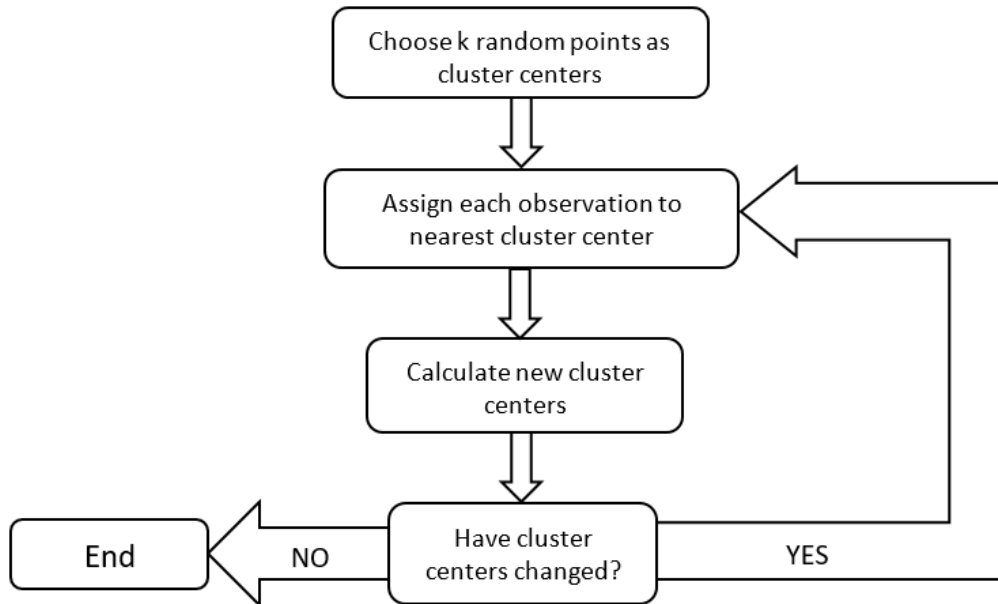 Choose k random points as
cluster centers
Assign each observation to
nearest cluster center
Calculate new cluster
centers
Have cluster
centers changed?
YES
NO
End